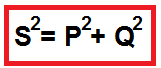 S²= P²+ Q²